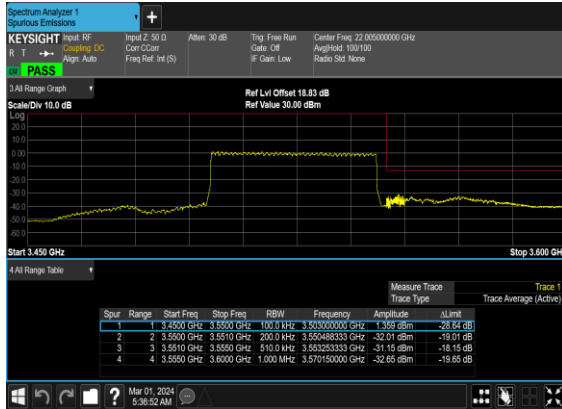 Spectrum Analyzer 1
Spurious Emissions
KEYSIGHT Input: RF Input Z: 50 Ω Atten: 30 dB Trig: Free Run Center Freq: 22.005000000 GHz
R T Coupling: DC Corr CCorr Gate: Off Avg|Hold: 100/100
Align: Auto Freq Ref: Int (S) IF Gain: Low Radio Std: None
PASS
3 All Range Graph
Ref Lvl Offset 18.83 dB
Scale/Div 10.0 dB Ref Value 30.00 dBm
Log
20.0
10.0
0.00
-10.0
-20.0
-30.0
-40.0
-50.0
-60.0
Start 3.450 GHz Stop 3.600 GHz
4 All Range Table
Measure Trace Trace 1
Trace Type Trace Average (Active)
Spur Range Start Freq Stop Freq RBW Frequency Amplitude ΔLimit
1 1 3.4500 GHz 3.5500 GHz 100.0 kHz 3.503000000 GHz 1.359 dBm -28.64 dB
2 2 3.5500 GHz 3.5510 GHz 200.0 kHz 3.550488333 GHz -32.01 dBm -19.01 dB
3 3 3.5510 GHz 3.5550 GHz 510.0 kHz 3.553253333 GHz -31.15 dBm -18.15 dB
4 4 3.5550 GHz 3.6000 GHz 1.000 MHz 3.570150000 GHz -32.65 dBm -19.65 dB
Mar 01, 2024
5:36:52 AM